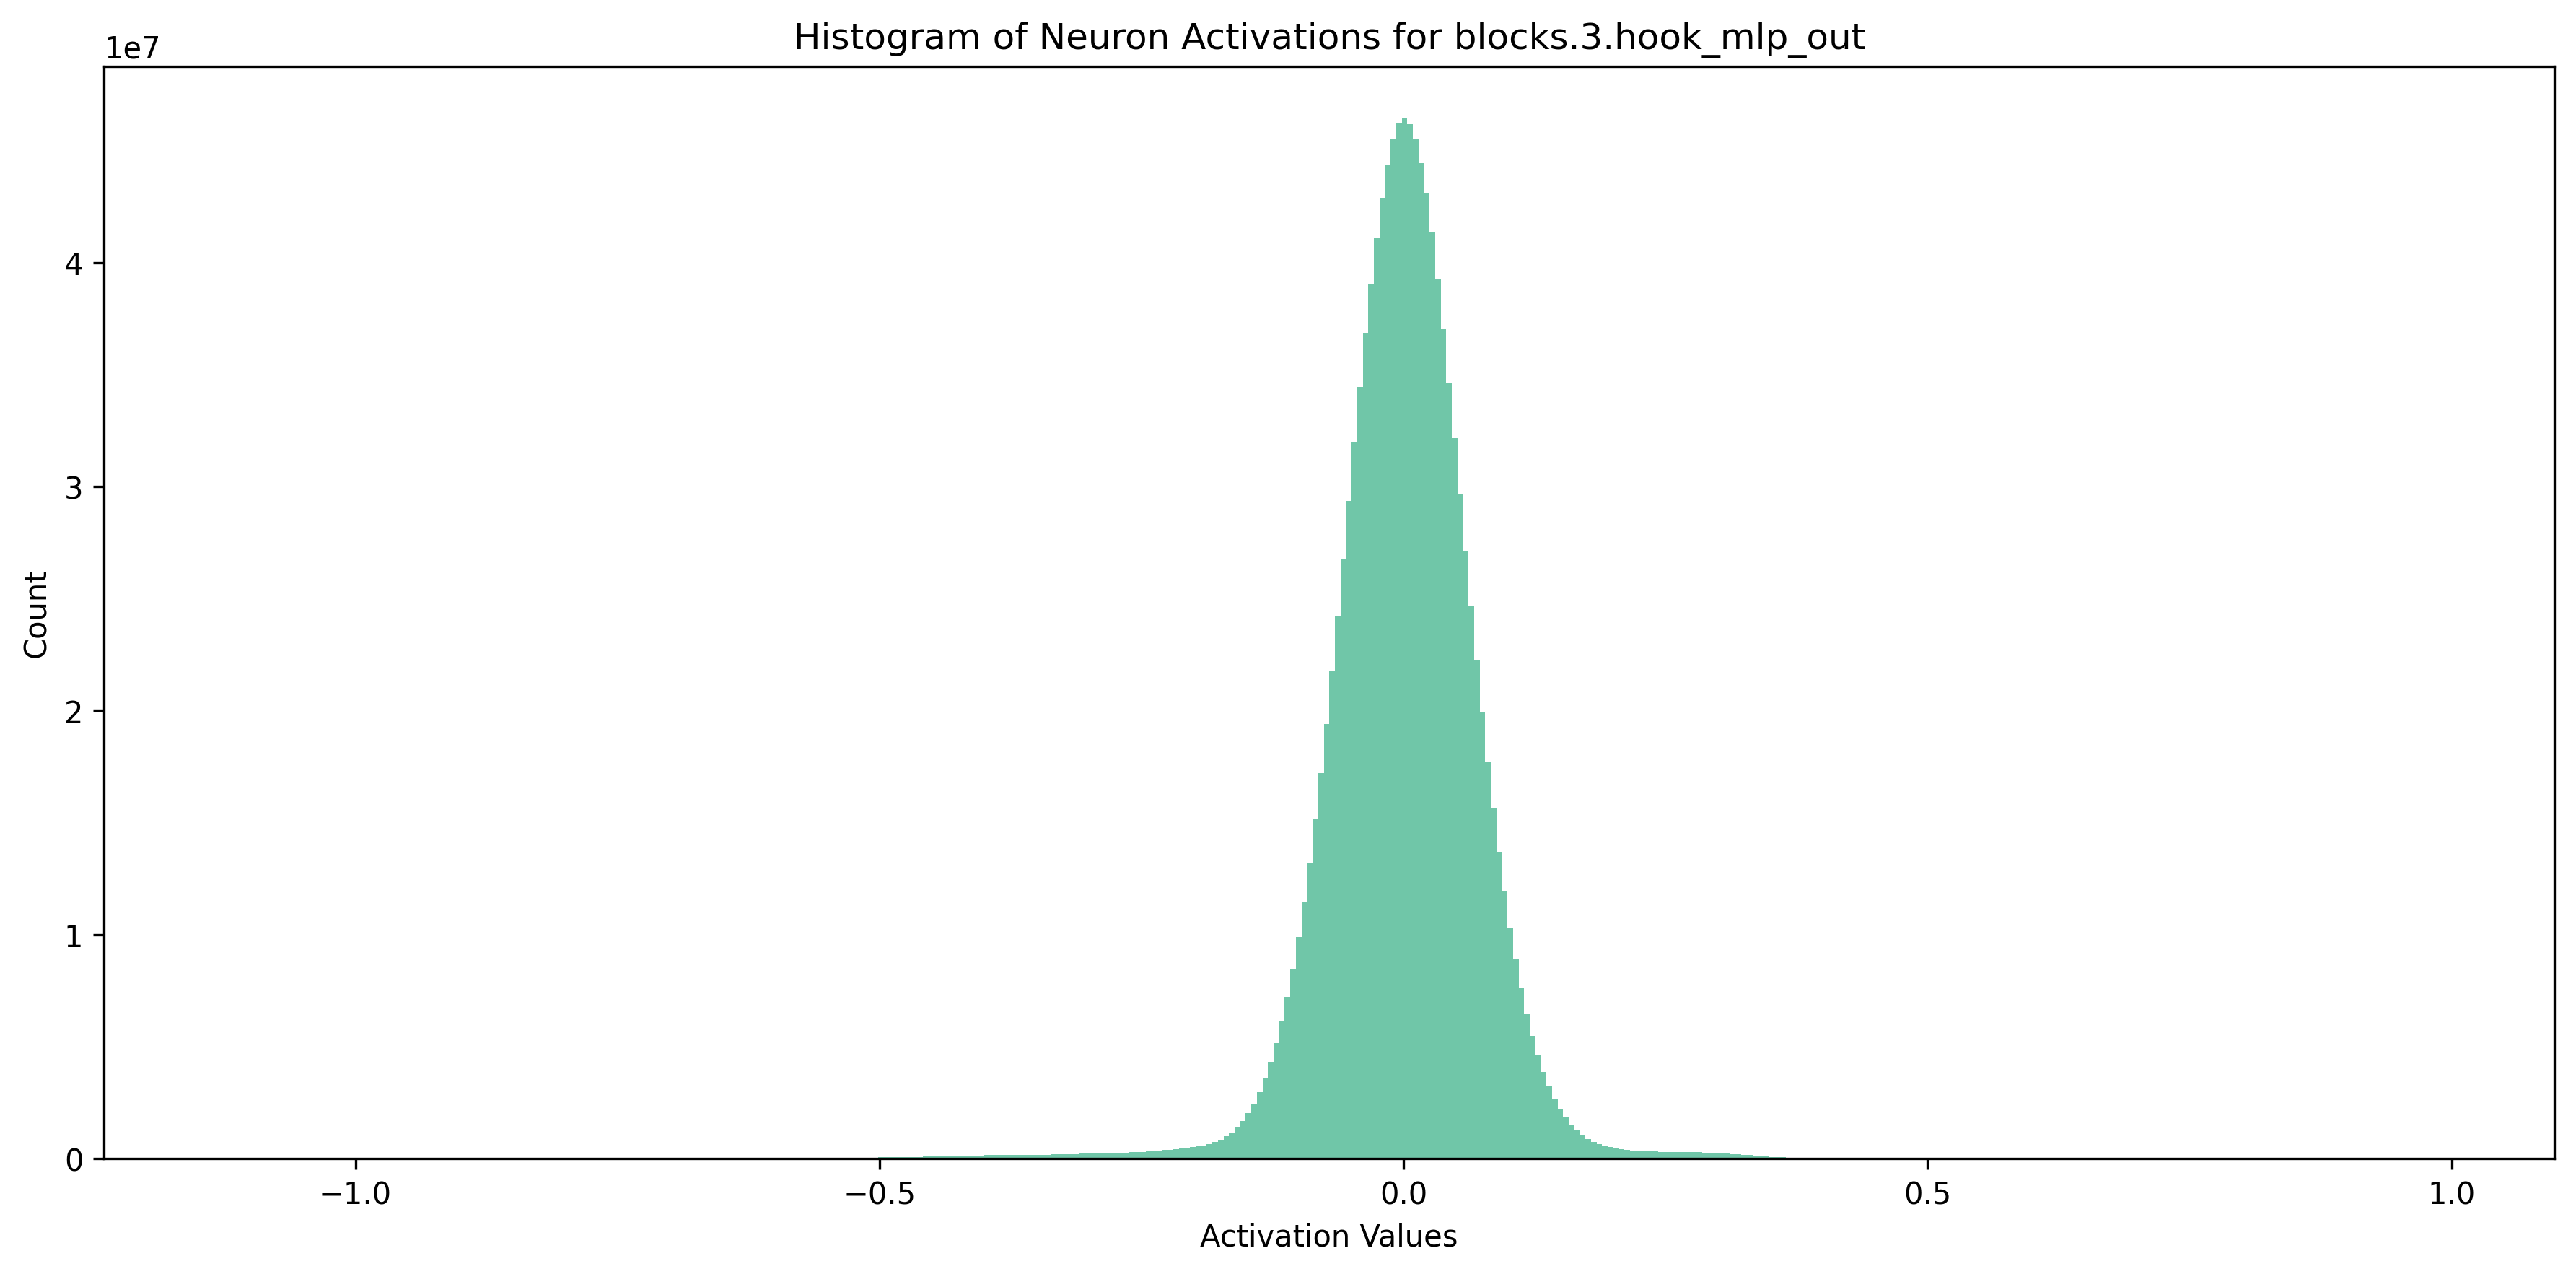 Histogram of Neuron Activations for blocks.3.hook_mlp_out
1e7
4
3
2
1
0
Count
−1.0 −0.5 0.0 0.5 1.0
Activation Values